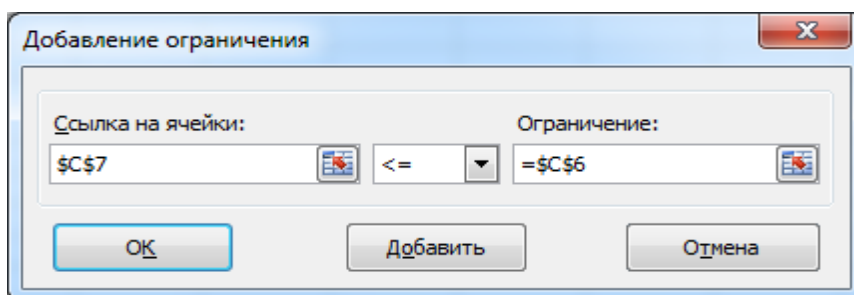 Добавление ограничения
Ссылка на ячейки: Ограничение:
$C$7 <= =$C$6
ОК Добавить Отмена